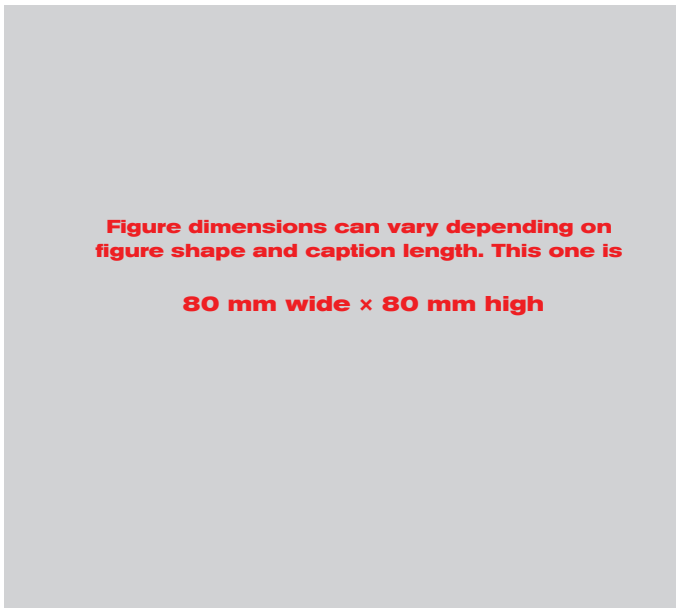 Figure dimensions can vary depending on
figure shape and caption length. This one is
80 mm wide × 80 mm high